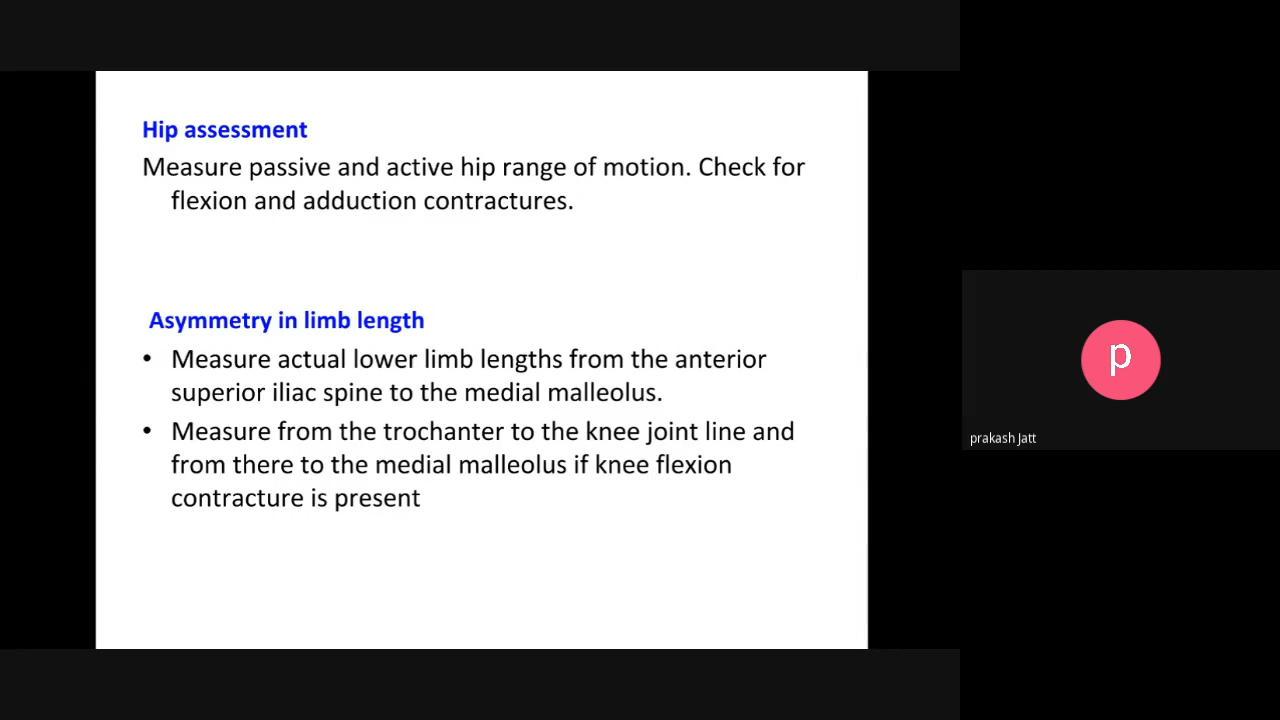 Hip assessment
Measure passive and active hip range of motion. Check for
flexion and adduction contractures.
Asymmetry in limb length
• Measure actual lower limb lengths from the anterior
superior iliac spine to the medial malleolus.
• Measure from the trochanter to the knee joint line and
from there to the medial malleolus if knee flexion
contracture is present
p
prakash Jatt